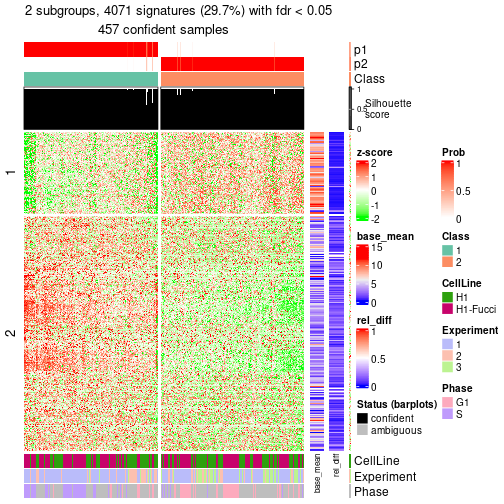 2 subgroups, 4071 signatures (29.7%) with fdr < 0.05
457 confident samples
p1
p2
Class
1
0.5
0
Silhouette
score
1
2
z-score
2
1
0
-1
-2
Prob
1
0.5
0
base_mean
15
10
5
0
Class
1
2
CellLine
H1
H1-Fucci
rel_diff
1
0.5
0
Experiment
1
2
3
Phase
G1
S
Status (barplots)
confident
ambiguous
base_mean
rel_diff
CellLine
Experiment
Phase